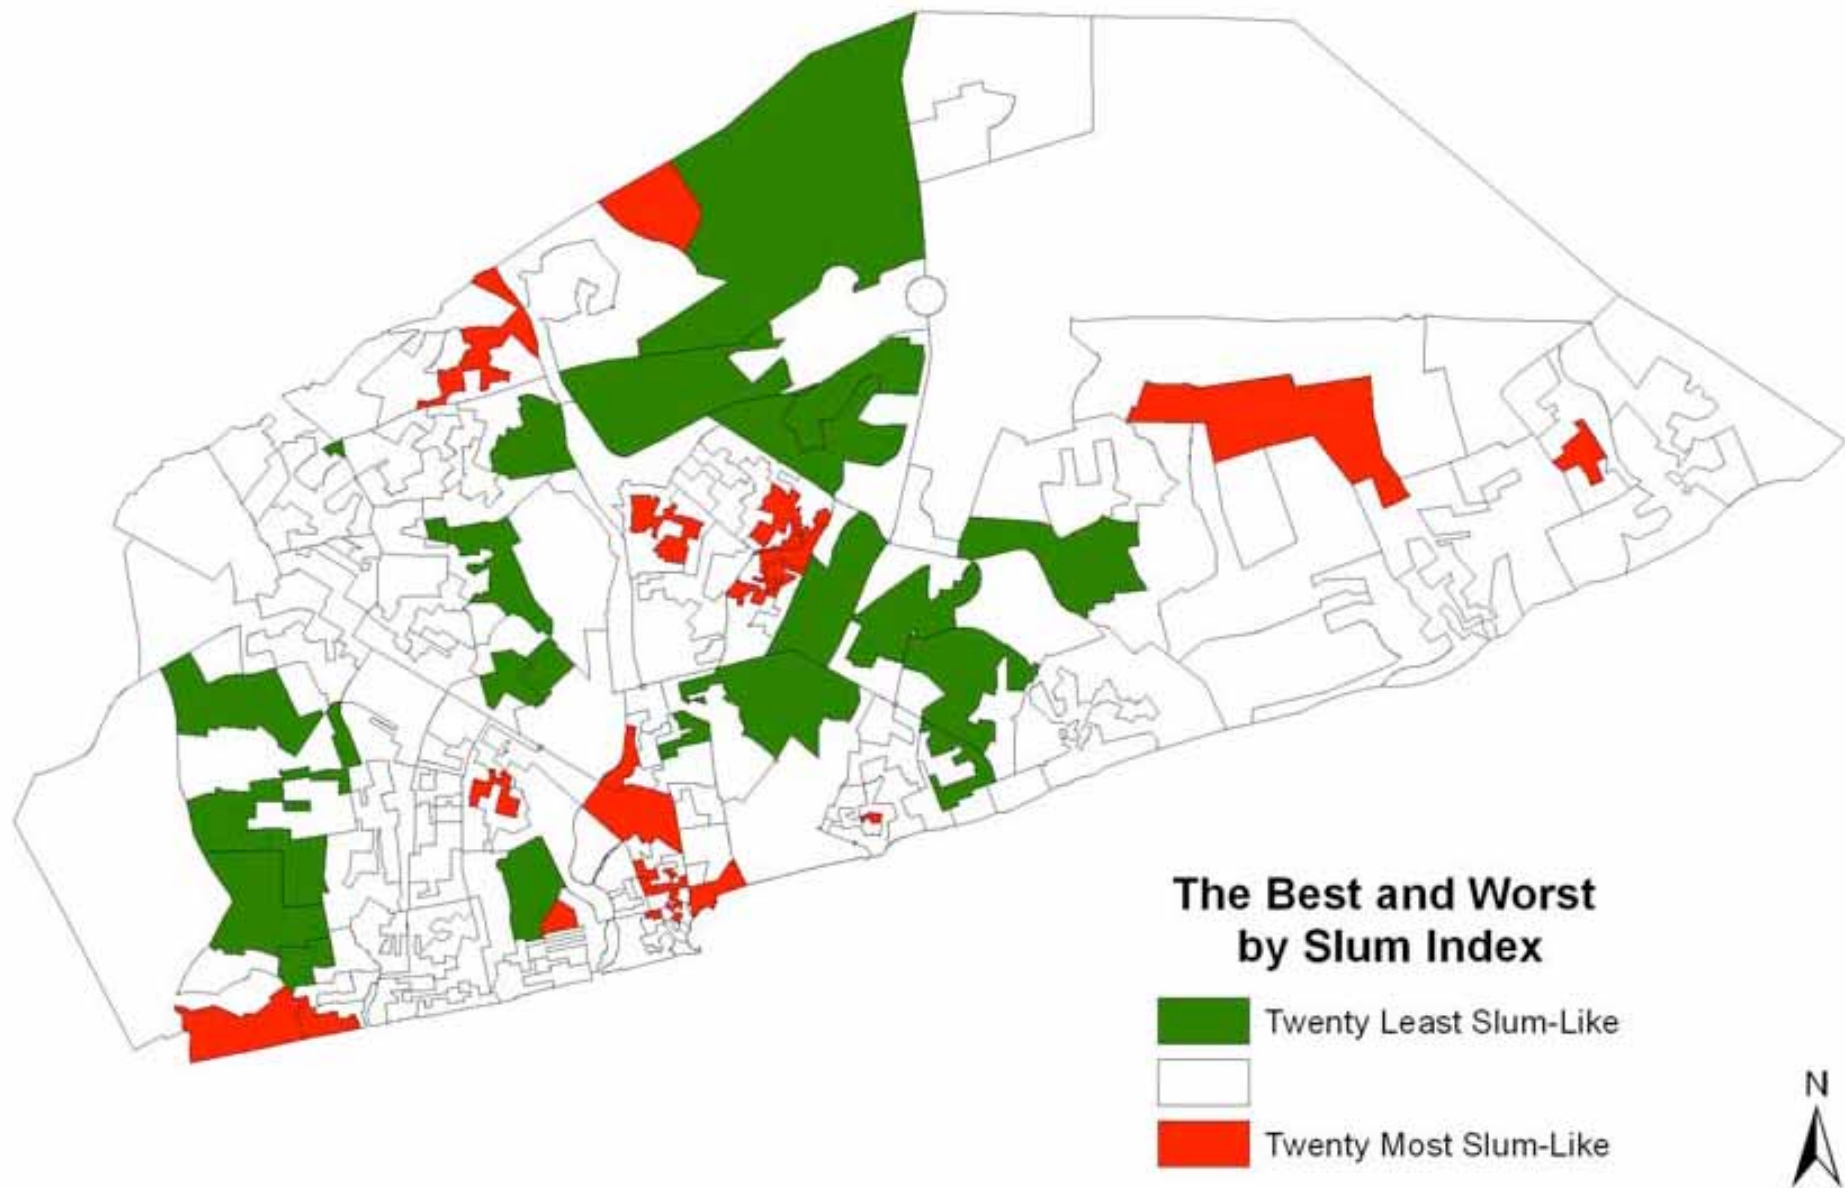 The Best and Worst
by Slum Index
Twenty Least Slum-Like
Twenty Most Slum-Like
N